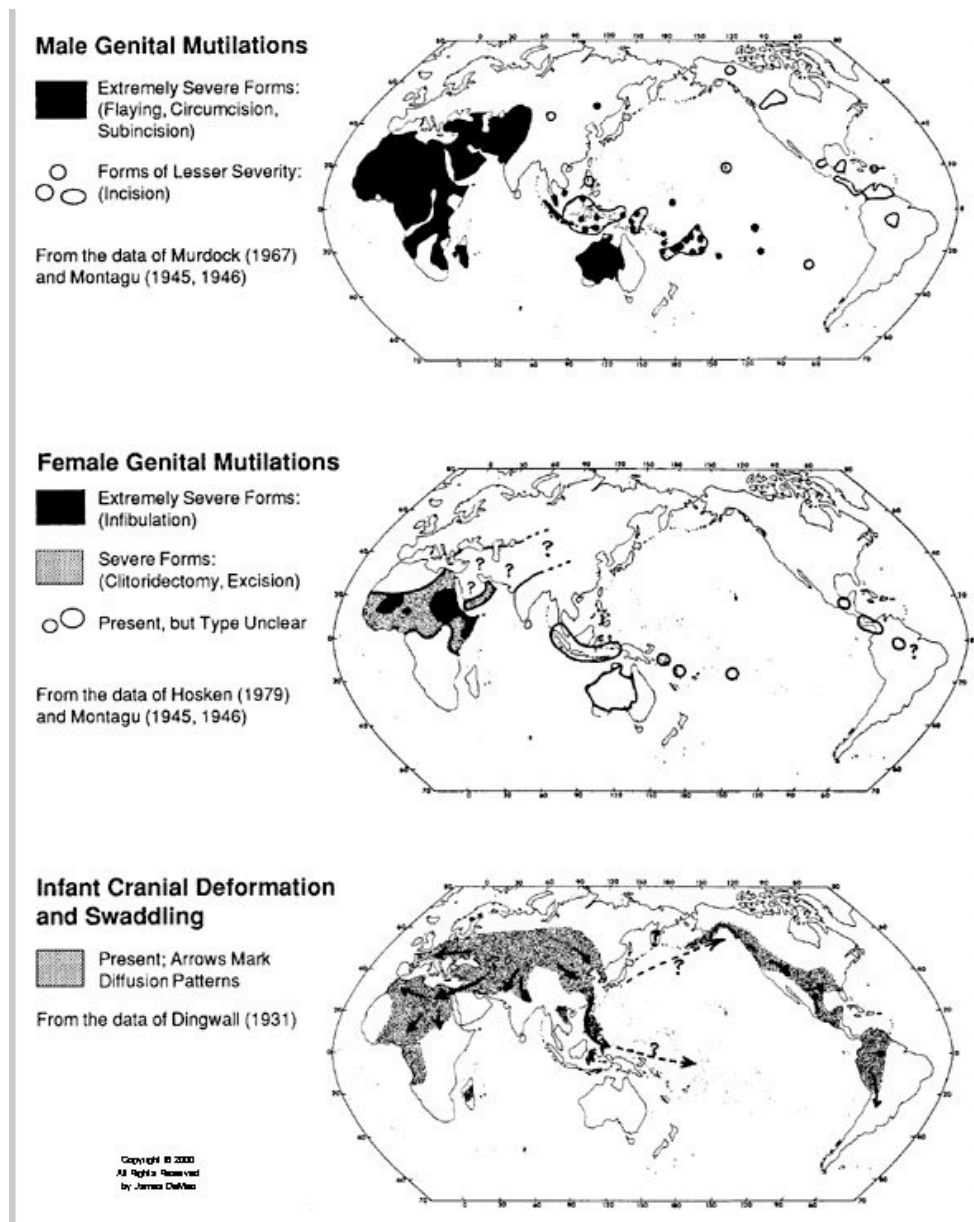 Male Genital Mutilations
Extremely Severe Forms:
(Flaying, Circumcision,
Subincision)
Forms of Lesser Severity:
(Incision)
From the data of Murdock (1967)
and Montagu (1945, 1946)
Female Genital Mutilations
Extremely Severe Forms:
(Infibulation)
Severe Forms:
(Clitoridectomy, Excision)
Present, but Type Unclear
From the data of Hosken (1979)
and Montagu (1945, 1946)
? ? ? ? ?
Infant Cranial Deformation
and Swaddling
Present; Arrows Mark
Diffusion Patterns
From the data of Dingwall (1931)
? ?
Copyright © 2000
All Rights Reserved
by James DeMeo